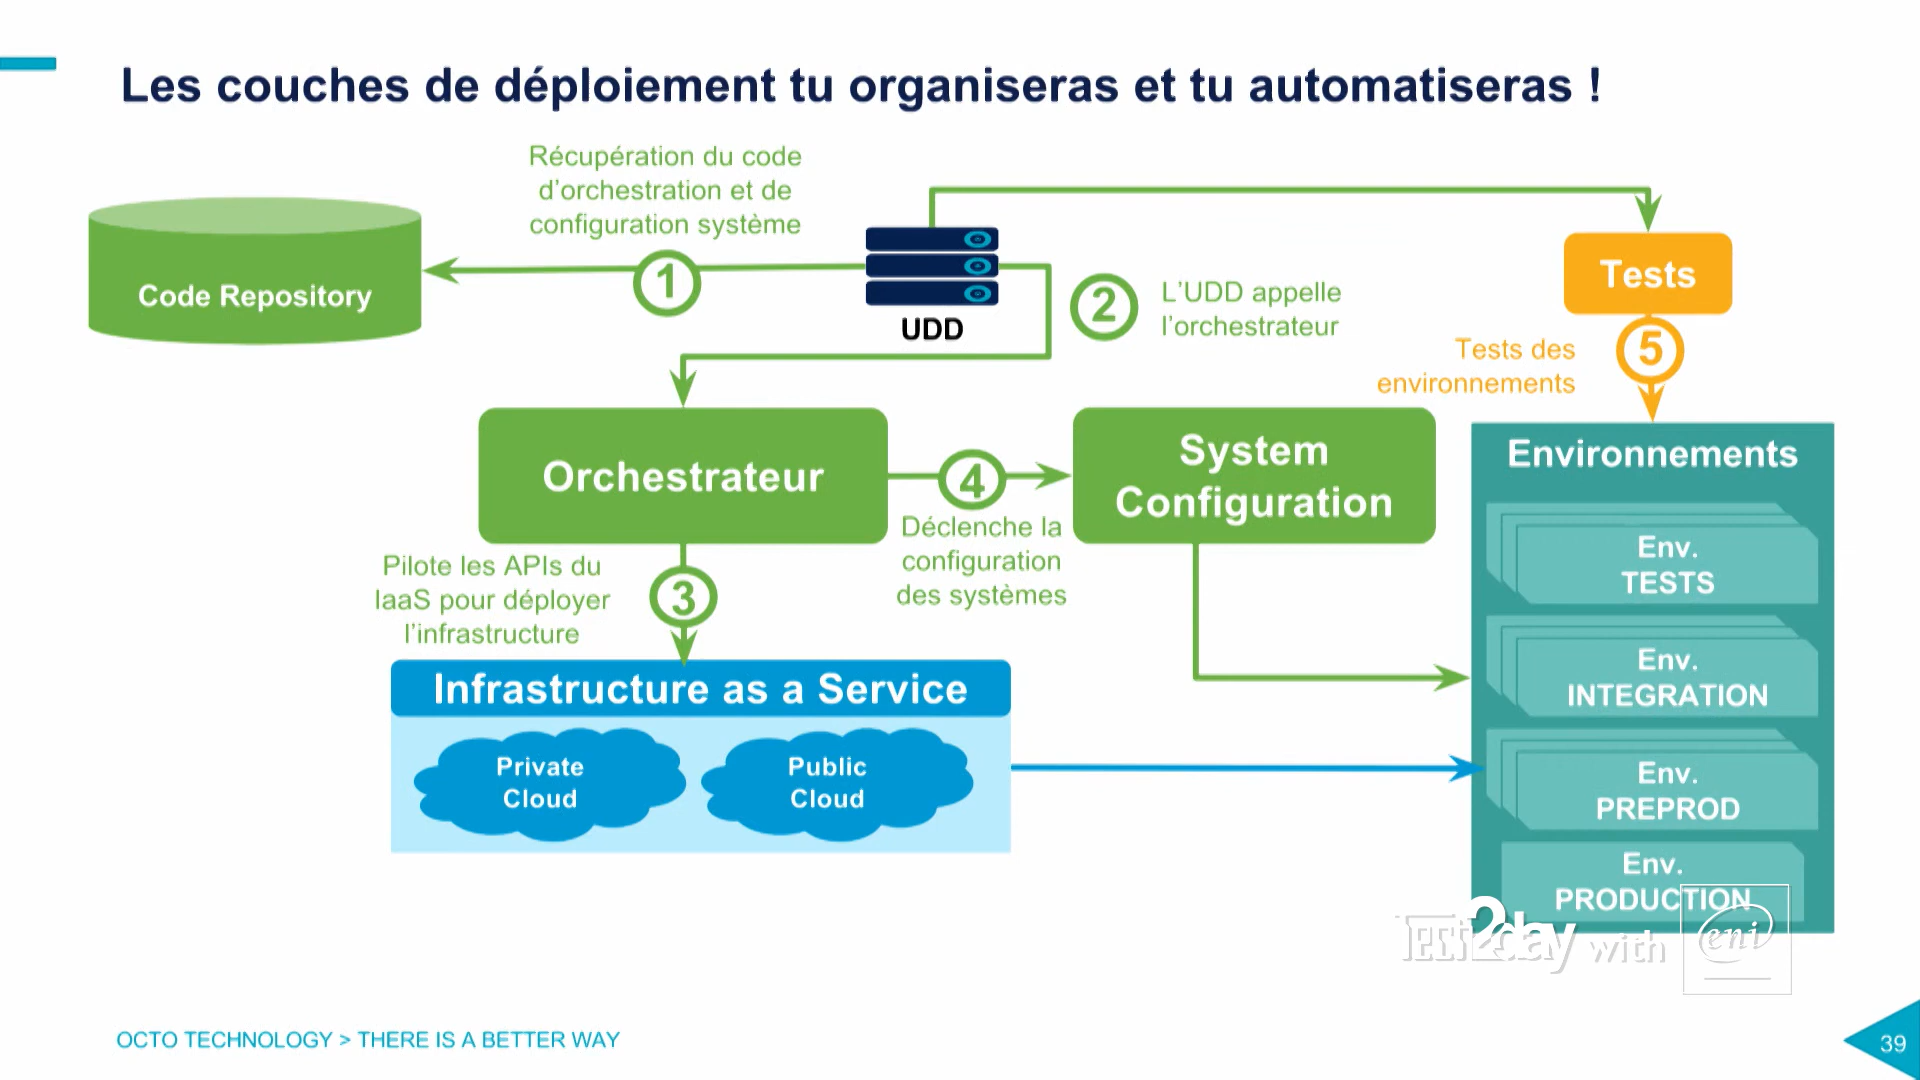 Les couches de déploiement tu organiseras et tu automatiseras !
Récupération du code
d'orchestration et de
configuration système
Code Repository
1
UDD
2
L'UDD appelle
l'orchestrateur
Tests
Tests des
environnements
5
Orchestrateur
4
Déclenche la
configuration
des systèmes
System
Configuration
Pilote les APIs du
IaaS pour déployer
l'infrastructure
3
Infrastructure as a Service
Private
Cloud
Public
Cloud
Environnements
Env.
TESTS
Env.
INTEGRATION
Env.
PREPROD
Env.
PRODUCTION
TECH2day with eni
OCTO TECHNOLOGY > THERE IS A BETTER WAY
39